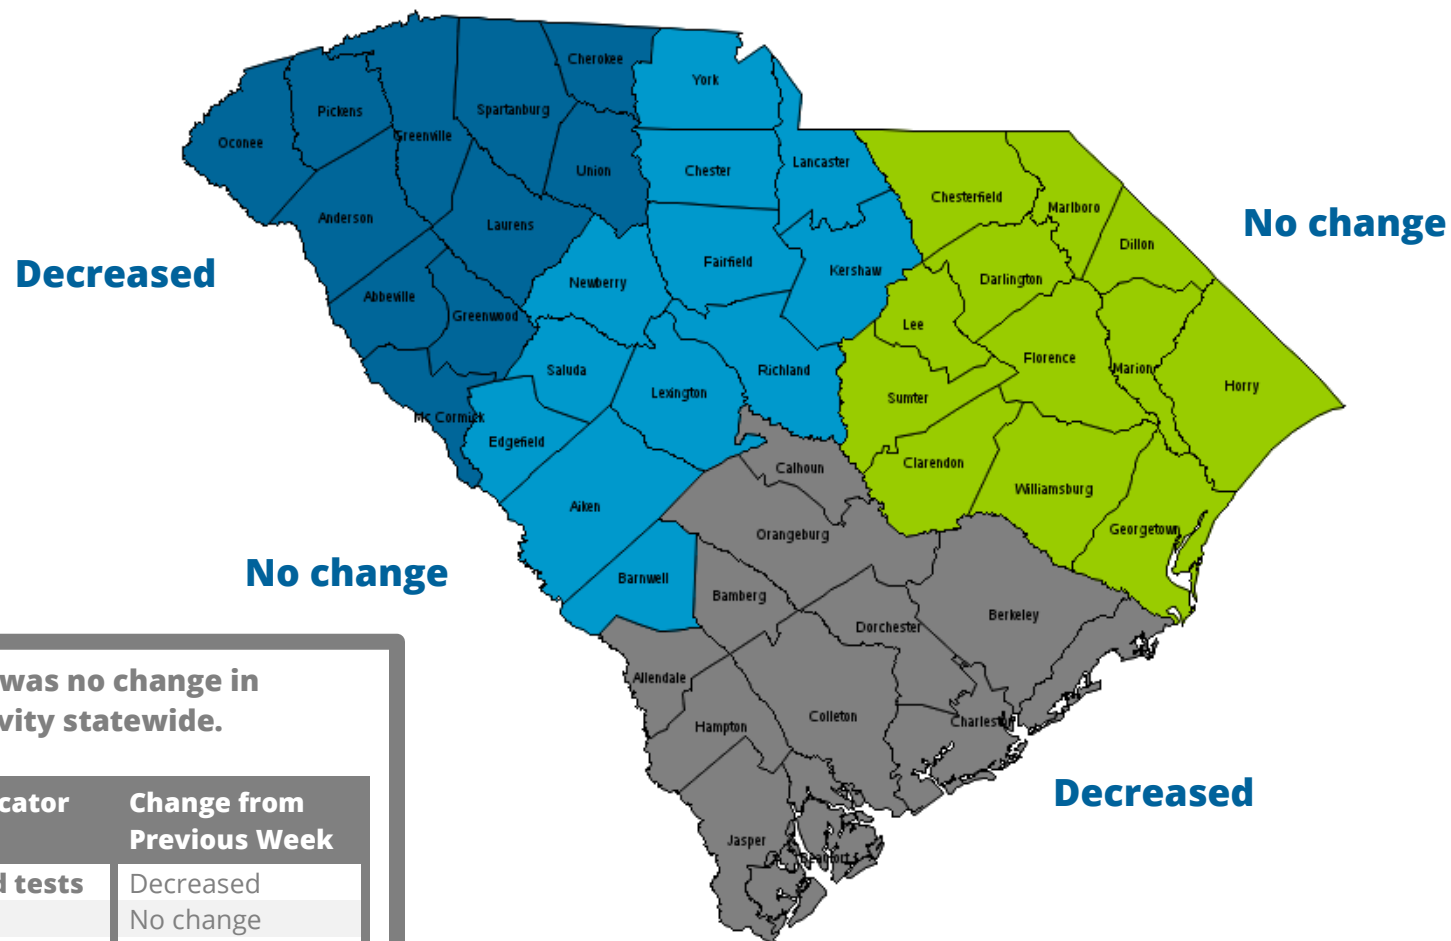 Cherokee
York
Pickens
Spartanburg
Greenville
Oconee
Union
Chester
Lancaster
Chesterfield
Marlboro
Anderson
Laurens
No change
Dillon
Fairfield
Kershaw
Decreased
Newberry
Darlington
Abbeville
Greenwood
Lee
Florence
Saluda
Richland
Marion
Horry
Lexington
Sumter
Mc Cormick
Edgefield
Clarendon
Calhoun
Williamsburg
Aiken
Orangeburg
Georgetown
No change
Barnwell
Bamberg
Berkeley
Dorchester
Allendale
Colleton
Charleston
Hampton
Decreased
Jasper
Beaufort
was no change in
vity statewide.
cator
Change from
Previous Week
d tests
Decreased
No change